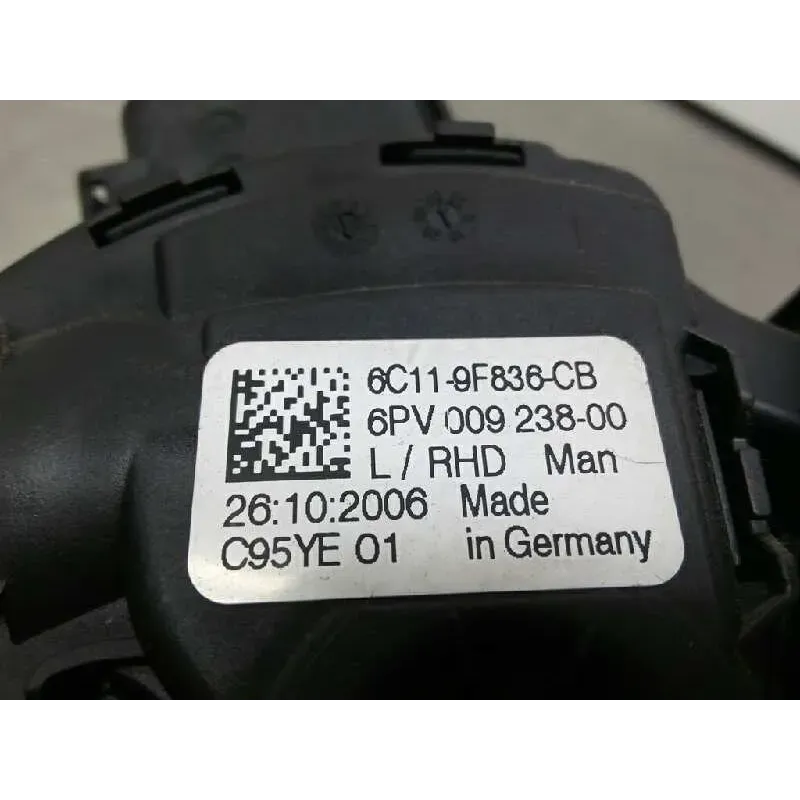 6C11-9F836-CB
6PV 009 238-00
L / RHD Man
26:10:2006 Made
C95YE 01 in Germany